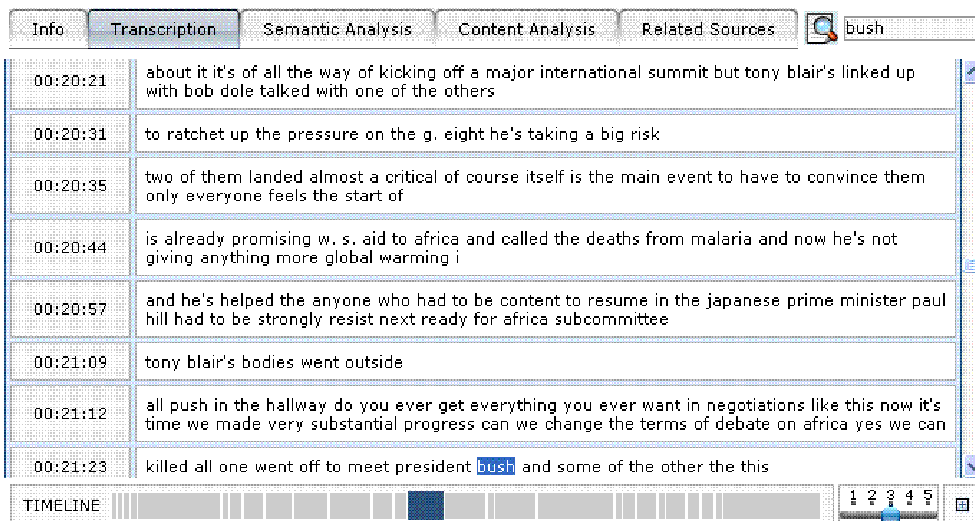 Info Transcription Semantic Analysis Content Analysis Related Sources bush
00:20:21 about it it's of all the way of kicking off a major international summit but tony blair's linked up
with bob dole talked with one of the others
00:20:31 to ratchet up the pressure on the g. eight he's taking a big risk
00:20:35 two of them landed almost a critical of course itself is the main event to have to convince them
only everyone feels the start of
00:20:44 is already promising w. s. aid to africa and called the deaths from malaria and now he's not
giving anything more global warming i
00:20:57 and he's helped the anyone who had to be content to resume in the japanese prime minister paul
hill had to be strongly resist next ready for africa subcommittee
00:21:09 tony blair's bodies went outside
00:21:12 all push in the hallway do you ever get everything you ever want in negotiations like this now it's
time we made very substantial progress can we change the terms of debate on africa yes we can
00:21:23 killed all one went off to meet president bush and some of the other the this
TIMELINE 1 2 3 4 5